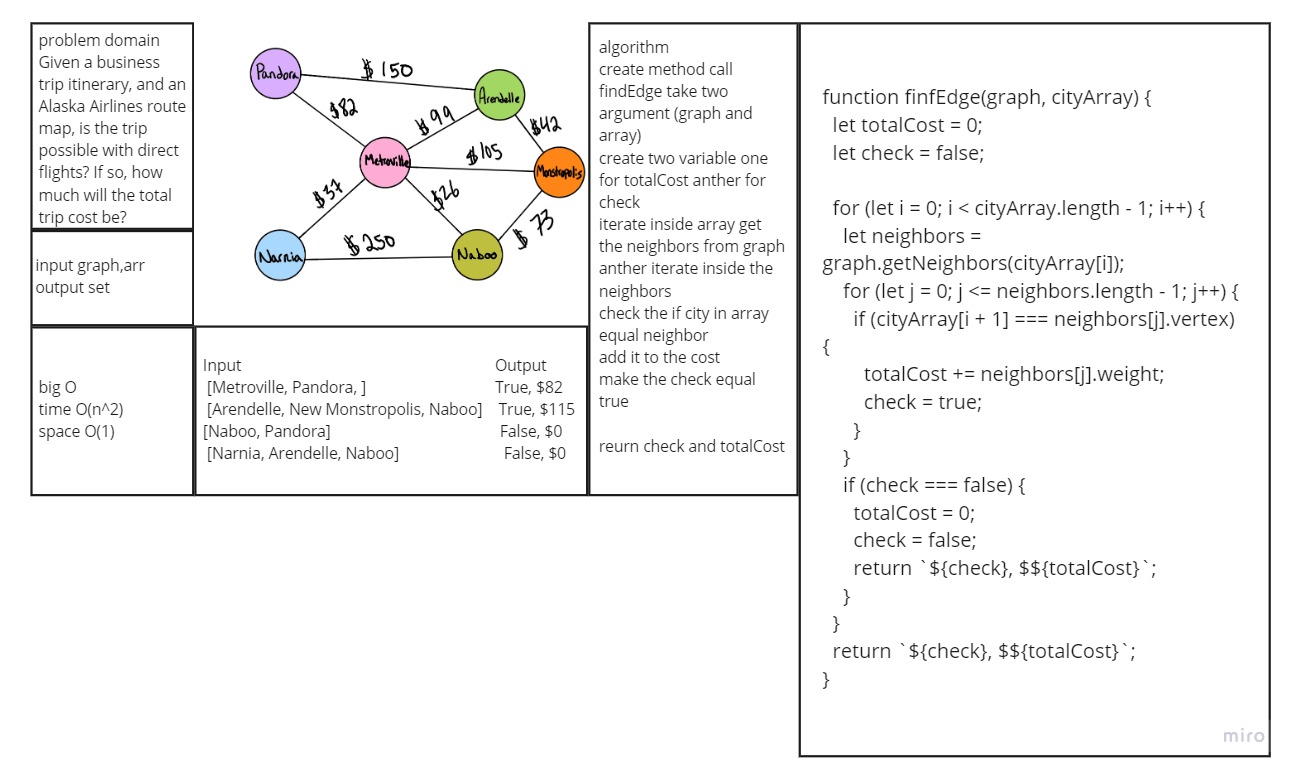 problem domain
Given a business
trip itinerary, and an
Alaska Airlines route
map, is the trip
possible with direct
flights? If so, how
much will the total
trip cost be?
input graph,arr
output set
big O
time O(n^2)
space O(1)
Pandora
$150
Arendelle
$82
$99
$42
Metroville
$105
Monstropolis
$37
$26
$73
Narnia
$250
Naboo
Input Output
[Metroville, Pandora, ] True, $82
[Arendelle, New Monstropolis, Naboo] True, $115
[Naboo, Pandora] False, $0
[Narnia, Arendelle, Naboo] False, $0
algorithm
create method call
findEdge take two
argument (graph and
array)
create two variable one
for totalCost anther for
check
iterate inside array get
the neighbors from graph
anther iterate inside the
neighbors
check the if city in array
equal neighbor
add it to the cost
make the check equal
true
reurn check and totalCost
function finfEdge(graph, cityArray) {
let totalCost = 0;
let check = false;
for (let i = 0; i < cityArray.length - 1; i++) {
let neighbors =
graph.getNeighbors(cityArray[i]);
for (let j = 0; j <= neighbors.length - 1; j++) {
if (cityArray[i + 1] === neighbors[j].vertex)
{
totalCost += neighbors[j].weight;
check = true;
}
}
if (check === false) {
totalCost = 0;
check = false;
return `${check}, $${totalCost}`;
}
}
return `${check}, $${totalCost}`;
}
miro